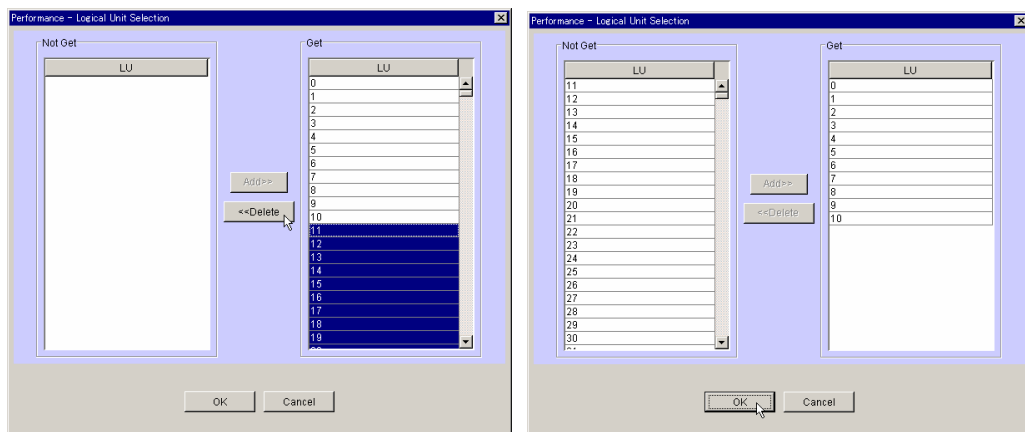 Performance - Logical Unit Selection
Not Get
LU
Get
LU
0
1
2
3
4
5
6
7
8
9
10
11
12
13
14
15
16
17
18
19
Add>>
<<Delete
OK
Cancel
Performance - Logical Unit Selection
Not Get
LU
11
12
13
14
15
16
17
18
19
20
21
22
23
24
25
26
27
28
29
30
Add>>
<<Delete
Get
LU
0
1
2
3
4
5
6
7
8
9
10
OK
Cancel